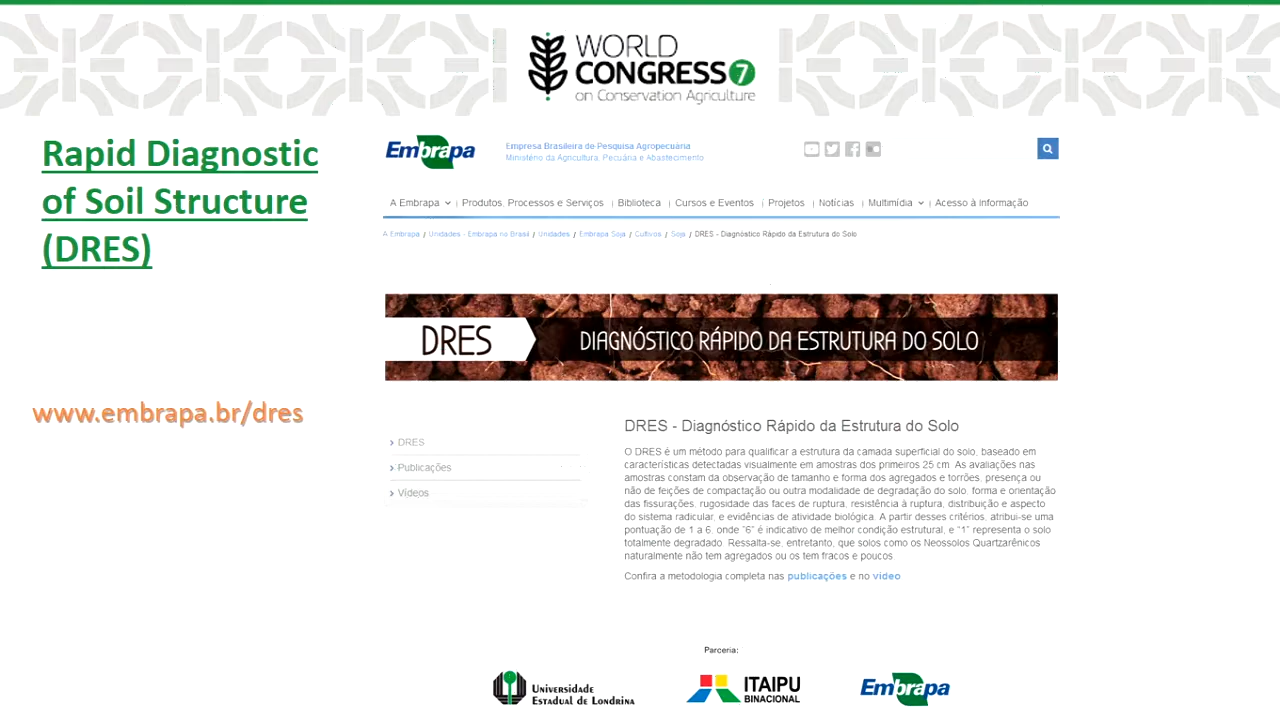 WORLD
CONGRESS 7
on Conservation Agriculture
Rapid Diagnostic
of Soil Structure
(DRES)
www.embrapa.br/dres
Embrapa
Empresa Brasileira de Pesquisa Agropecuária
Ministério da Agricultura, Pecuária e Abastecimento
A Embrapa | Produtos, Processos e Serviços | Biblioteca | Cursos e Eventos | Projetos | Notícias | Multimídia | Acesso à informação
A Embrapa / Unidades - Embrapa no Brasil / Unidades / Embrapa Soja / Cultivos / Soja / DRES - Diagnóstico Rápido da Estrutura do Solo
DRES DIAGNÓSTICO RÁPIDO DA ESTRUTURA DO SOLO
DRES
Publicações
Vídeos
DRES - Diagnóstico Rápido da Estrutura do Solo
O DRES é um método para qualificar a estrutura da camada superficial do solo, baseado em
características detectadas visualmente em amostras dos primeiros 25 cm. As avaliações nas
amostras constam da observação de tamanho e forma dos agregados e torrões, presença ou
não de feições de compactação ou outra modalidade de degradação do solo, forma e orientação
das fissurações, rugosidade das faces de ruptura, resistência à ruptura, distribuição e aspecto
do sistema radicular, e evidências de atividade biológica. A partir desses critérios, atribui-se uma
pontuação de 1 a 6, onde "6" é indicativo de melhor condição estrutural, e "1" representa o solo
totalmente degradado. Ressalta-se, entretanto, que solos como os Neossolos Quartzarênicos
naturalmente não tem agregados ou os tem fracos e poucos.
Confira a metodologia completa nas publicações e no vídeo
Parceria:
UNIVERSIDADE
ESTADUAL DE LONDRINA
ITAIPU
BINACIONAL
Embrapa